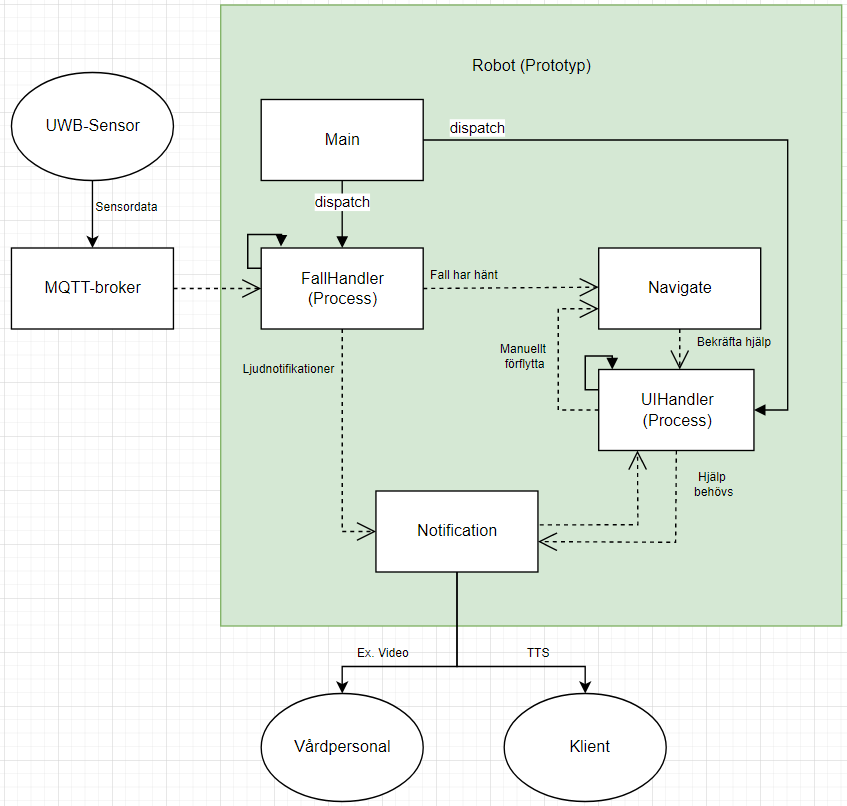 Robot (Prototyp)
UWB-Sensor
Main
dispatch
dispatch
Sensordata
MQTT-broker
FallHandler
(Process)
Fall har hänt
Navigate
Bekräfta hjälp
Manuellt
förflytta
Ljudnotifikationer
UIHandler
(Process)
Hjälp
behövs
Notification
Ex. Video
TTS
Vårdpersonal
Klient